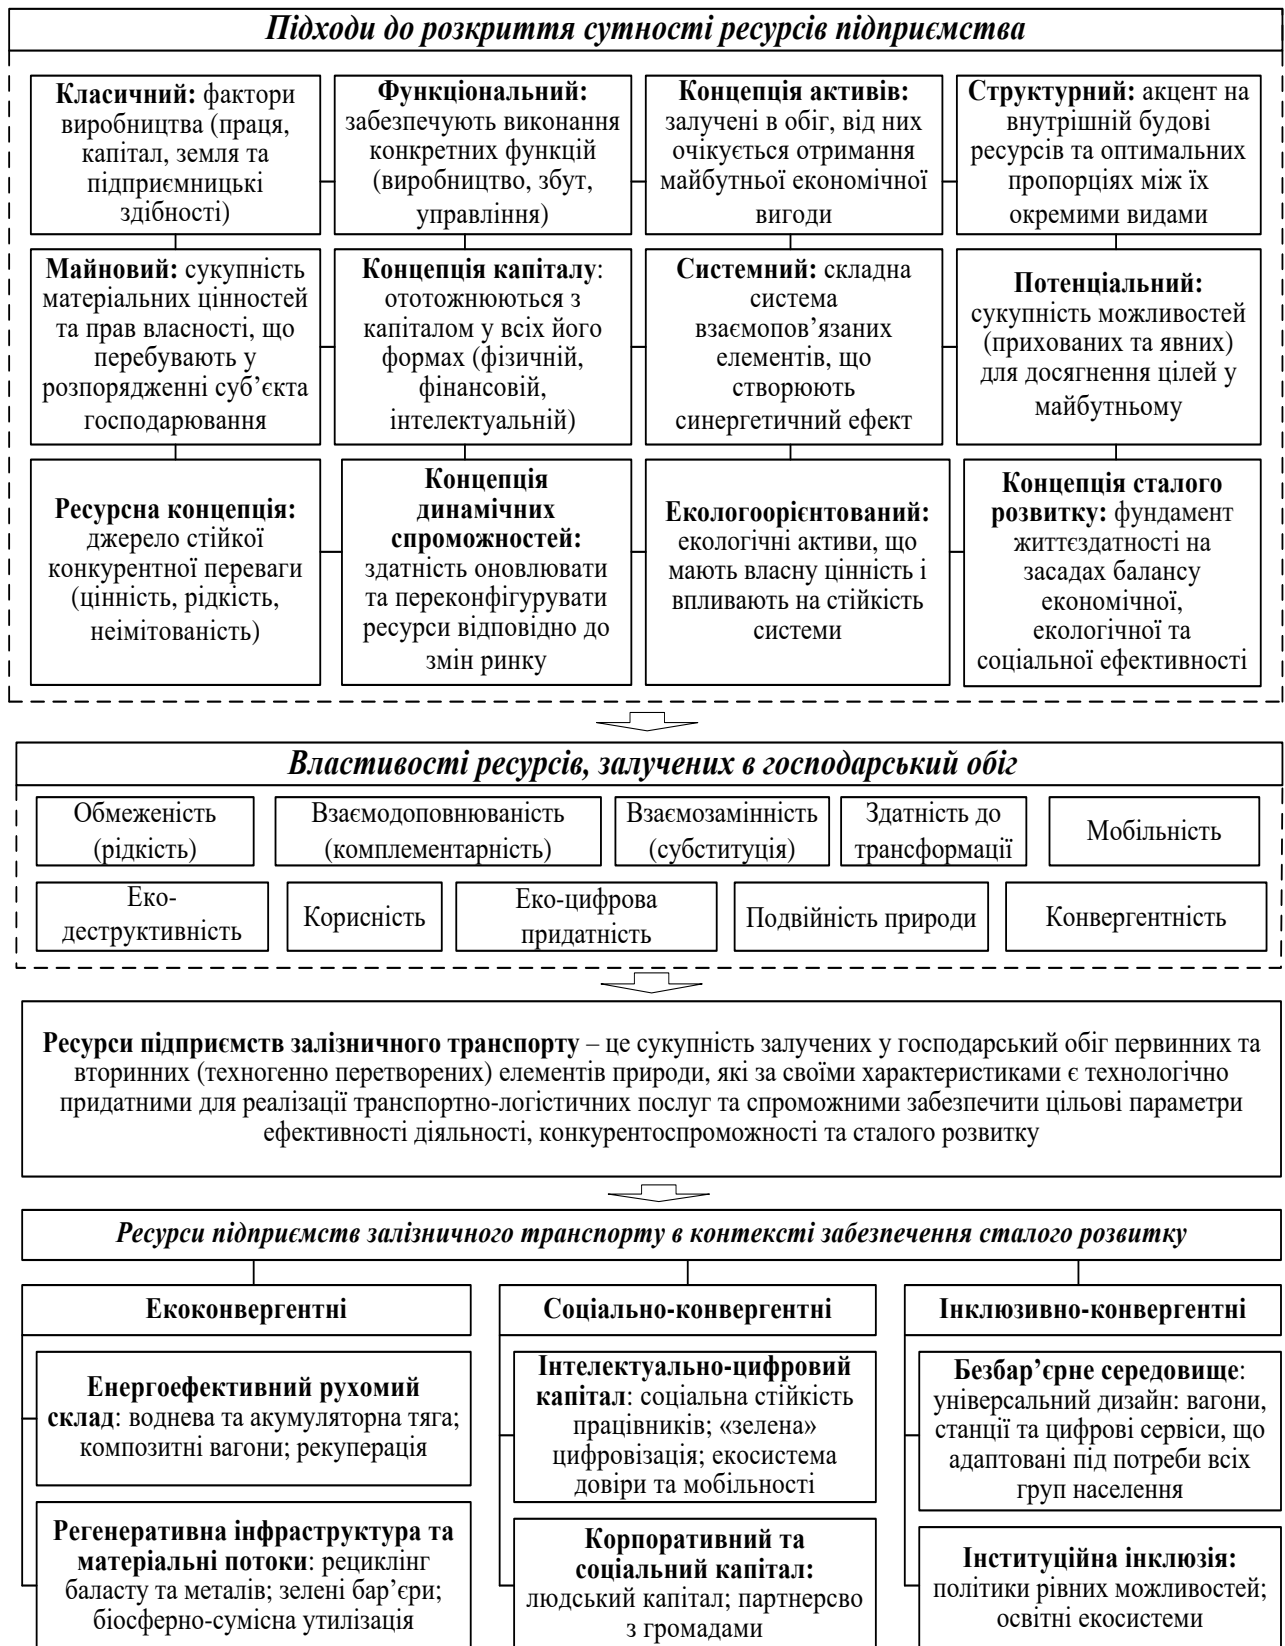 Підходи до розкриття сутності ресурсів підприємства
Класичний: фактори
виробництва (праця,
капітал, земля та
підприємницькі
здібності)
Функціональний:
забезпечують виконання
конкретних функцій
(виробництво, збут,
управління)
Концепція активів:
залучені в обіг, від них
очікується отримання
майбутньої економічної
вигоди
Структурний: акцент на
внутрішній будові
ресурсів та оптимальних
пропорціях між їх
окремими видами
Майновий: сукупність
матеріальних цінностей
та прав власності, що
перебувають у
розпорядженні суб’єкта
господарювання
Концепція капіталу:
ототожнюються з
капіталом у всіх його
формах (фізичній,
фінансовій,
інтелектуальній)
Системний: складна
система
взаємопов’язаних
елементів, що
створюють
синергетичний ефект
Потенціальний:
сукупність можливостей
(прихованих та явних)
для досягнення цілей у
майбутньому
Ресурсна концепція:
джерело стійкої
конкурентної переваги
(цінність, рідкість,
неімітованість)
Концепція
динамічних
спроможностей:
здатність оновлювати
та переконфігурувати
ресурси відповідно до
змін ринку
Екологоорієнтований:
екологічні активи, що
мають власну цінність і
впливають на стійкість
системи
Концепція сталого
розвитку: фундамент
життєздатності на
засадах балансу
економічної,
екологічної та
соціальної ефективності
Властивості ресурсів, залучених в господарський обіг
Обмеженість
(рідкість)
Взаємодоповнюваність
(комплементарність)
Взаємозамінність
(субституція)
Здатність до
трансформації
Мобільність
Еко-
деструктивність
Корисність
Еко-цифрова
придатність
Подвійність природи
Конвергентність
Ресурси підприємств залізничного транспорту – це сукупність залучених у господарський обіг первинних та
вторинних (техногенно перетворених) елементів природи, які за своїми характеристиками є технологічно
придатними для реалізації транспортно-логістичних послуг та спроможними забезпечити цільові параметри
ефективності діяльності, конкурентоспроможності та сталого розвитку
Ресурси підприємств залізничного транспорту в контексті забезпечення сталого розвитку
Екоконвергентні
Соціально-конвергентні
Інклюзивно-конвергентні
Енергоефективний рухомий
склад: воднева та акумуляторна тяга;
композитні вагони; рекуперація
Інтелектуально-цифровий
капітал: соціальна стійкість
працівників; «зелена»
цифровізація; екосистема
довіри та мобільності
Безбар’єрне середовище:
універсальний дизайн: вагони,
станції та цифрові сервіси, що
адаптовані під потреби всіх
груп населення
Регенеративна інфраструктура та
матеріальні потоки: рециклінг
баласту та металів; зелені бар’єри;
біосферно-сумісна утилізація
Корпоративний та
соціальний капітал:
людський капітал; партнерсво
з громадами
Інституційна інклюзія:
політики рівних можливостей;
освітні екосистеми